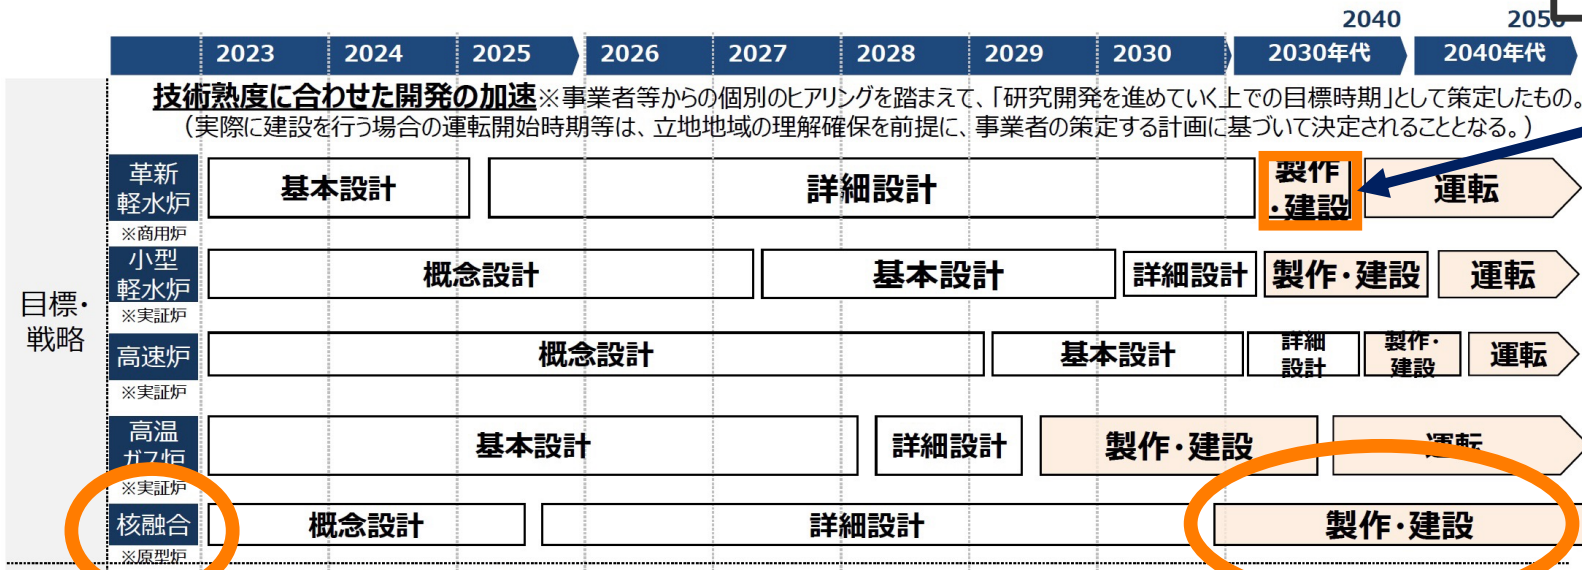 2040 2050
2023 2024 2025 2026 2027 2028 2029 2030 2030年代 2040年代
技術熟度に合わせた開発の加速※事業者等からの個別のヒアリングを踏まえて、「研究開発を進めていく上での目標時期」として策定したもの。
(実際に建設を行う場合の運転開始時期等は、立地地域の理解確保を前提に、事業者の策定する計画に基づいて決定されることとなる。)
目標・
戦略
革新
軽水炉
※商用炉
基本設計
詳細設計
製作
・建設
運転
小型
軽水炉
※実証炉
概念設計
基本設計
詳細設計
製作・建設
運転
高速炉
※実証炉
概念設計
基本設計
詳細
設計
製作・
建設
運転
高温
ガス炉
※実証炉
基本設計
詳細設計
製作・建設
運転
核融合
※原型炉
概念設計
詳細設計
製作・建設